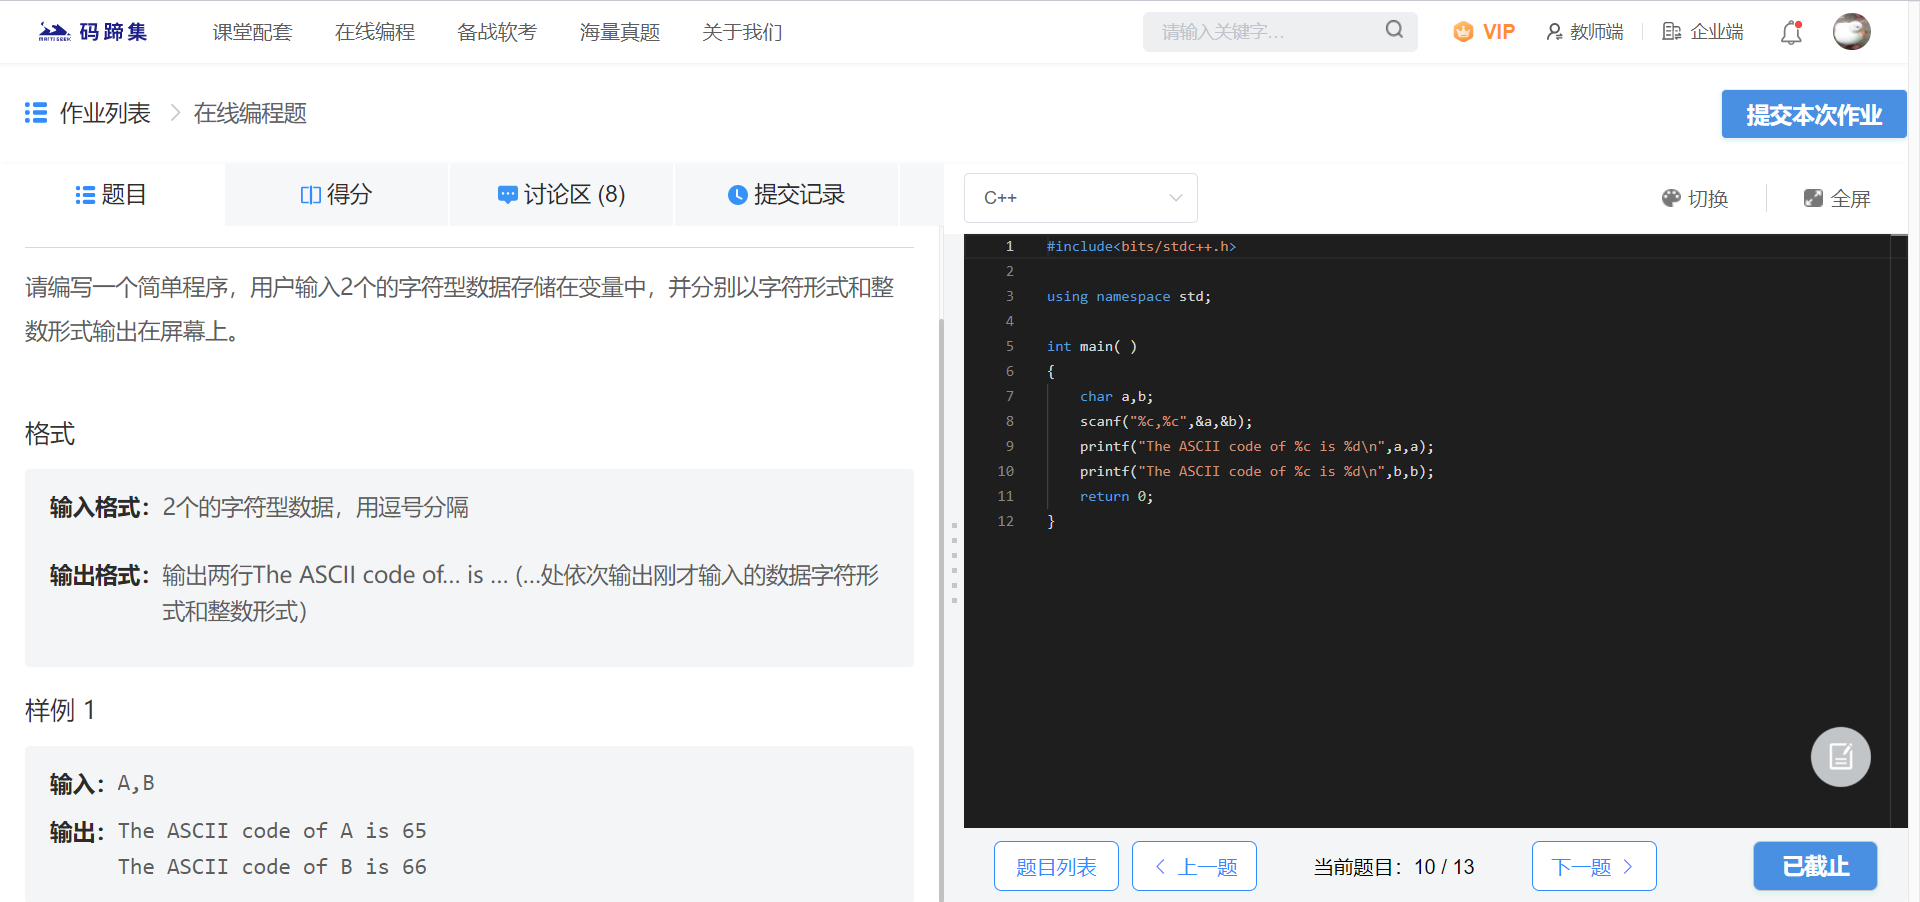 码蹄集 课堂配套 在线编程 备战软考 海量真题 关于我们 请输入关键字... VIP 教师端 企业端
MAITI GEEK
作业列表 > 在线编程题 提交本次作业
题目 得分 讨论区 (8) 提交记录
请编写一个简单程序，用户输入2个的字符型数据存储在变量中，并分别以字符形式和整
数形式输出在屏幕上。
格式
输入格式： 2个的字符型数据，用逗号分隔
输出格式： 输出两行The ASCII code of... is ... (...处依次输出刚才输入的数据字符形
式和整数形式）
样例 1
输入： A,B
输出： The ASCII code of A is 65
The ASCII code of B is 66
C++ 切换 全屏
1 #include<bits/stdc++.h>
2
3 using namespace std;
4
5 int main( )
6 {
7 char a,b;
8 scanf("%c,%c",&a,&b);
9 printf("The ASCII code of %c is %d\n",a,a);
10 printf("The ASCII code of %c is %d\n",b,b);
11 return 0;
12 }
题目列表 < 上一题 当前题目： 10 / 13 下一题 > 已截止